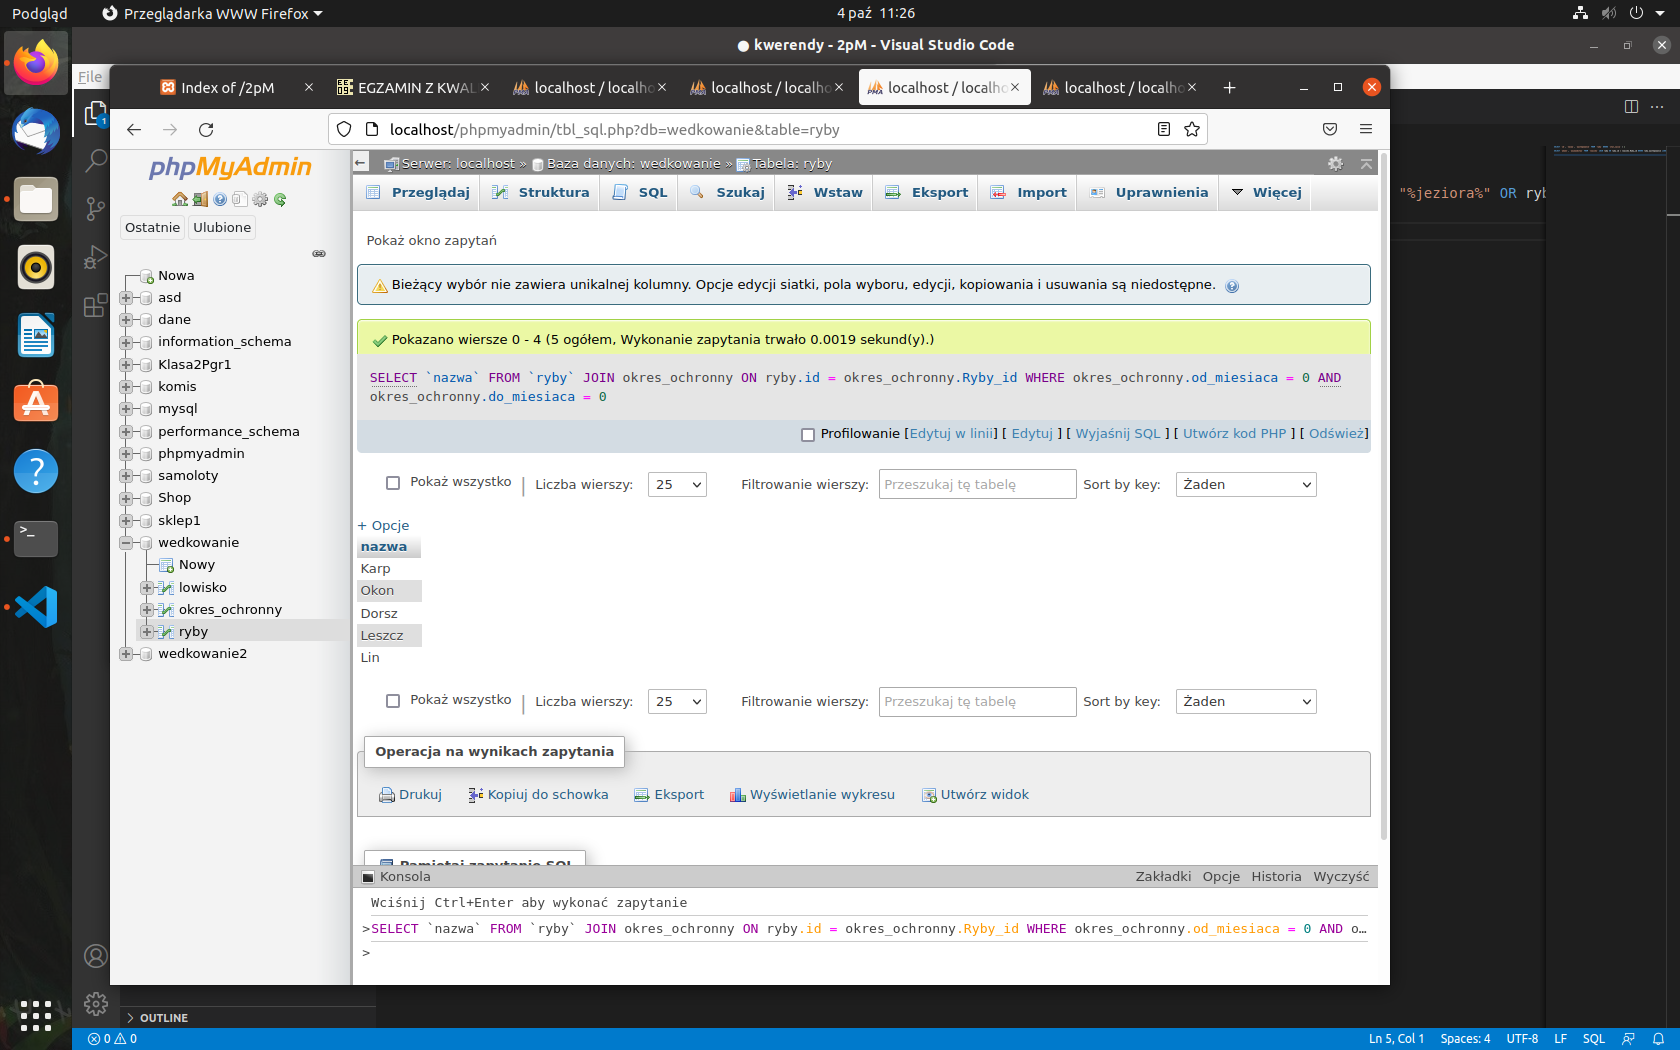 Podgląd
Przeglądarka WWW Firefox
4 paź 11:26
● kwerendy - 2pM - Visual Studio Code
File
Index of /2pM
EGZAMIN Z KWAL
localhost / localho
localhost / localho
localhost / localho
localhost / localho
localhost/phpmyadmin/tbl_sql.php?db=wedkowanie&table=ryby
phpMyAdmin
Ostatnie
Ulubione
Nowa
asd
dane
information_schema
Klasa2Pgr1
komis
mysql
performance_schema
phpmyadmin
samoloty
Shop
sklep1
wedkowanie
Nowy
lowisko
okres_ochronny
ryby
wedkowanie2
Serwer: localhost » Baza danych: wedkowanie » Tabela: ryby
Przeglądaj
Struktura
SQL
Szukaj
Wstaw
Eksport
Import
Uprawnienia
Więcej
Pokaż okno zapytań
Bieżący wybór nie zawiera unikalnej kolumny. Opcje edycji siatki, pola wyboru, edycji, kopiowania i usuwania są niedostępne.
Pokazano wiersze 0 - 4 (5 ogółem, Wykonanie zapytania trwało 0.0019 sekund(y).)
SELECT `nazwa` FROM `ryby` JOIN okres_ochronny ON ryby.id = okres_ochronny.Ryby_id WHERE okres_ochronny.od_miesiaca = 0 AND
okres_ochronny.do_miesiaca = 0
Profilowanie [Edytuj w linii] [ Edytuj ] [ Wyjaśnij SQL ] [ Utwórz kod PHP ] [ Odśwież]
Pokaż wszystko | Liczba wierszy: 25 Filtrowanie wierszy: Przeszukaj tę tabelę Sort by key: Żaden
+ Opcje
nazwa
Karp
Okon
Dorsz
Leszcz
Lin
Pokaż wszystko | Liczba wierszy: 25 Filtrowanie wierszy: Przeszukaj tę tabelę Sort by key: Żaden
Operacja na wynikach zapytania
Drukuj
Kopiuj do schowka
Eksport
Wyświetlanie wykresu
Utwórz widok
Pamiętaj zapytanie SQL
Konsola
Zakładki Opcje Historia Wyczyść
Wciśnij Ctrl+Enter aby wykonać zapytanie
>SELECT `nazwa` FROM `ryby` JOIN okres_ochronny ON ryby.id = okres_ochronny.Ryby_id WHERE okres_ochronny.od_miesiaca = 0 AND o…
>
"%jeziora%" OR ryb
OUTLINE
0 0
Ln 5, Col 1
Spaces: 4
UTF-8
LF
SQL